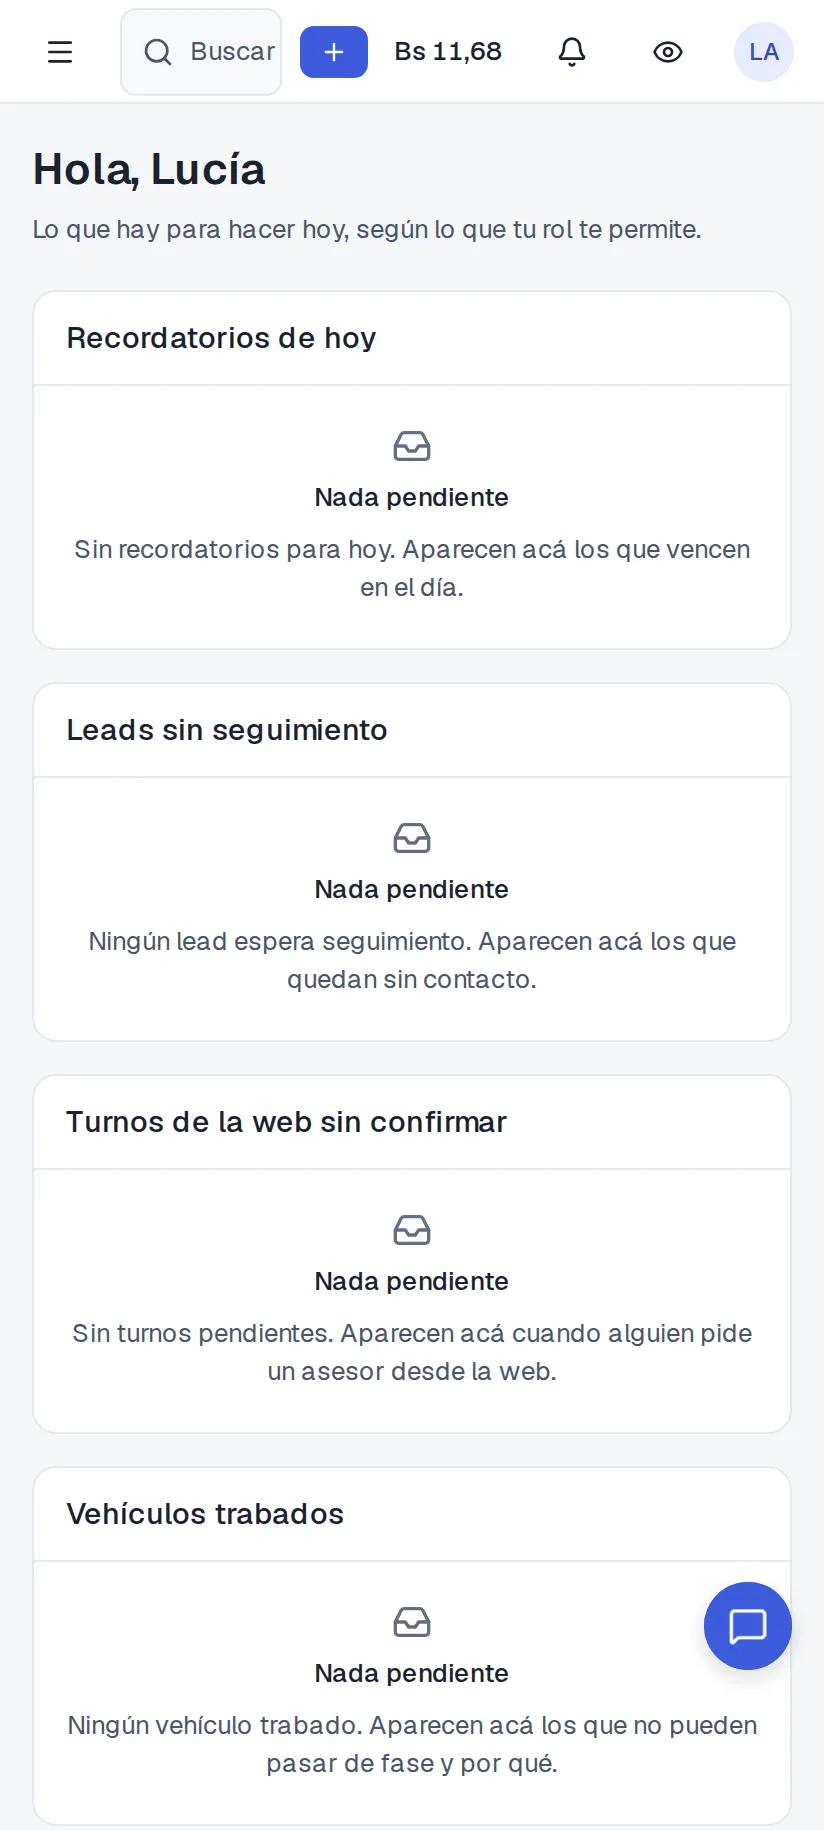 Buscar
Bs 11,68
LA
Hola, Lucía
Lo que hay para hacer hoy, según lo que tu rol te permite.
Recordatorios de hoy
Nada pendiente
Sin recordatorios para hoy. Aparecen acá los que vencen
en el día.
Leads sin seguimiento
Nada pendiente
Ningún lead espera seguimiento. Aparecen acá los que
quedan sin contacto.
Turnos de la web sin confirmar
Nada pendiente
Sin turnos pendientes. Aparecen acá cuando alguien pide
un asesor desde la web.
Vehículos trabados
Nada pendiente
Ningún vehículo trabado. Aparecen acá los que no pueden
pasar de fase y por qué.